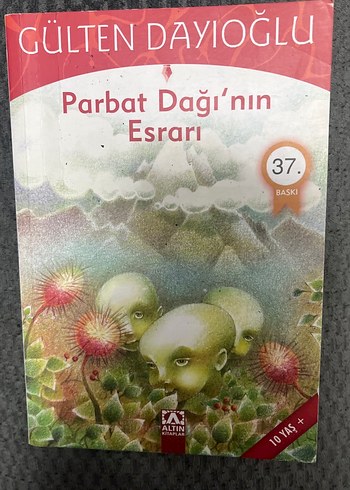 GÜLTEN DAYIOĞLU
Parbat Dağı'nın
Esrarı
37.
BASKI
A
ALTIN
KİTAPLAR
10 YAŞ +